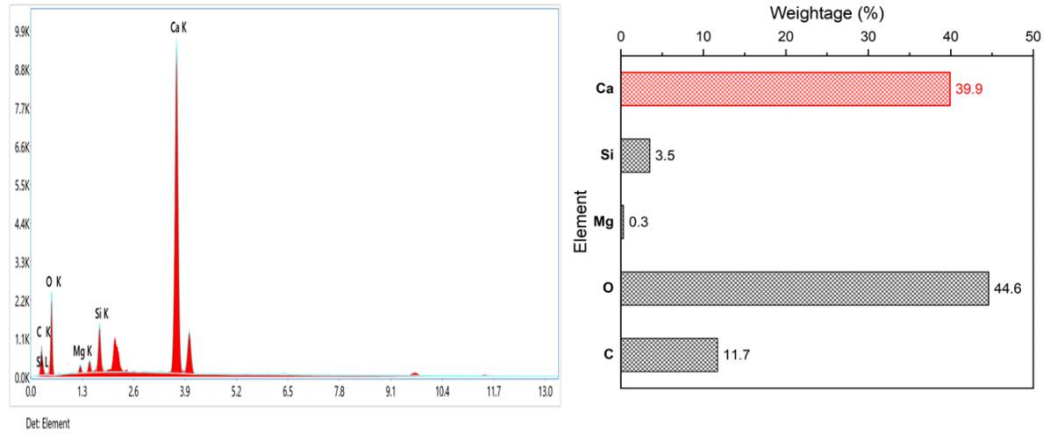 9.9K
8.8K
7.7K
6.6K
5.5K
4.4K
3.3K
2.2K
1.1K
0.0K
Ca K
O K
C K
Si L
Mg K
Si K
0.0 1.3 2.6 3.9 5.2 6.5 7.8 9.1 10.4 11.7 13.0
Det: Element
Weightage (%)
0 10 20 30 40 50
Element
Ca 39.9
Si 3.5
Mg 0.3
O 44.6
C 11.7